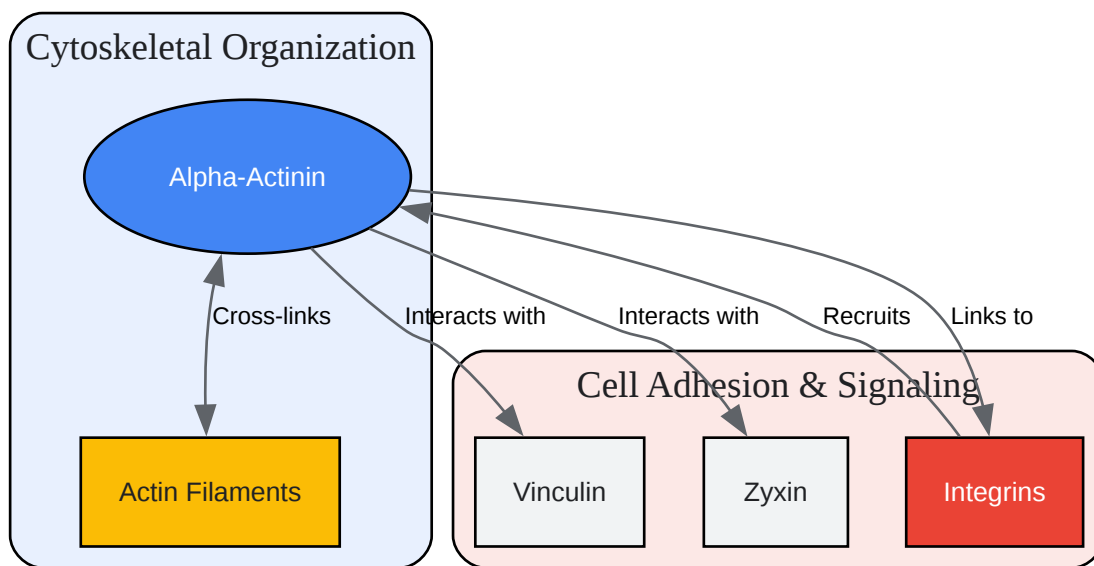 Cytoskeletal Organization
Alpha-Actinin
Cross-links
Interacts with
Interacts with
Recruits
Links to
Cell Adhesion & Signaling
Actin Filaments
Vinculin
Zyxin
Integrins